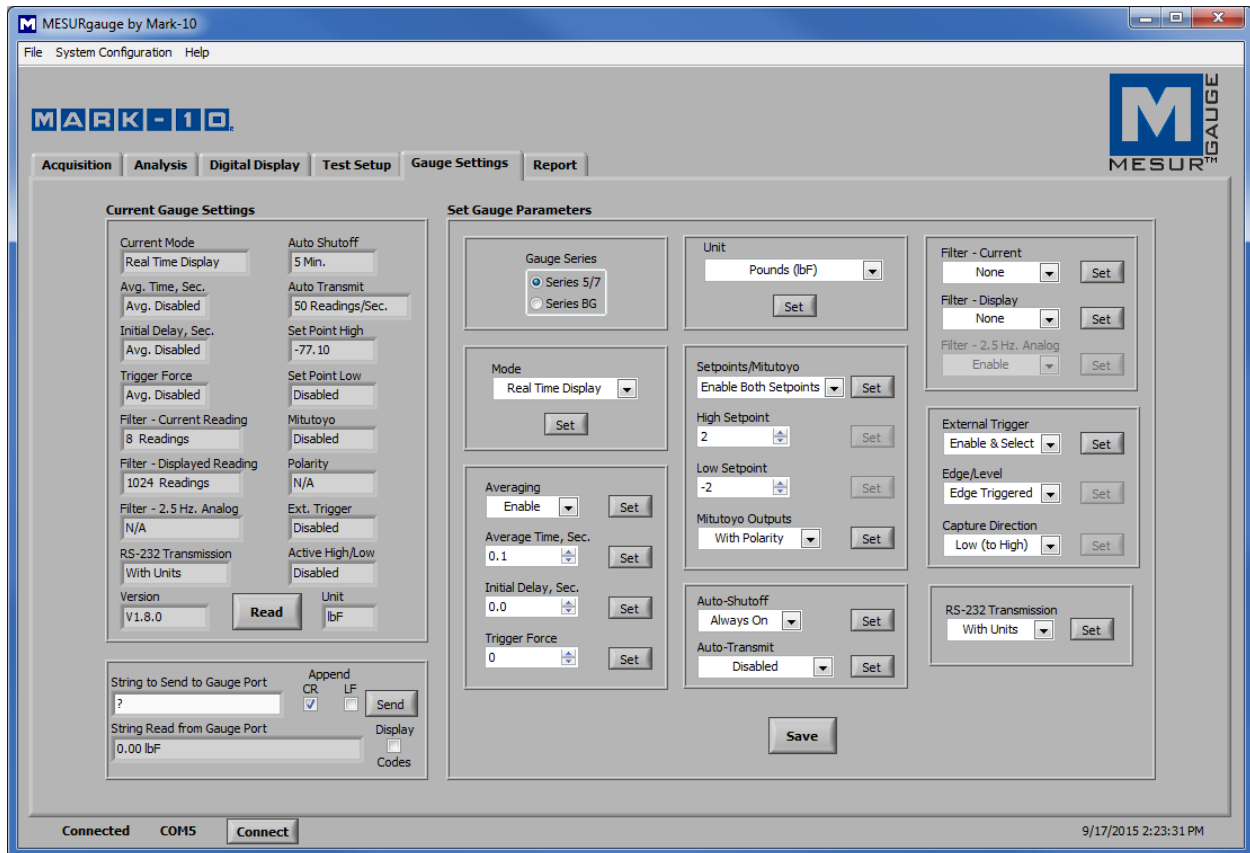 MESURgauge by Mark-10
File System Configuration Help
MARK-10®
MESUR™ GAUGE
Acquisition Analysis Digital Display Test Setup Gauge Settings Report
Current Gauge Settings
Current Mode Auto Shutoff
Real Time Display 5 Min.
Avg. Time, Sec. Auto Transmit
Avg. Disabled 50 Readings/Sec.
Initial Delay, Sec. Set Point High
Avg. Disabled -77.10
Trigger Force Set Point Low
Avg. Disabled Disabled
Filter - Current Reading Mitutoyo
8 Readings Disabled
Filter - Displayed Reading Polarity
1024 Readings N/A
Filter - 2.5 Hz. Analog Ext. Trigger
N/A Disabled
RS-232 Transmission Active High/Low
With Units Disabled
Version Unit
V1.8.0 Read lbF
String to Send to Gauge Port Append
CR LF
? Send
String Read from Gauge Port Display
0.00 lbF
Codes
Set Gauge Parameters
Gauge Series
Series 5/7
Series BG
Mode
Real Time Display
Set
Averaging
Enable Set
Average Time, Sec.
0.1 Set
Initial Delay, Sec.
0.0 Set
Trigger Force
0 Set
Unit
Pounds (lbF)
Set
Setpoints/Mitutoyo
Enable Both Setpoints Set
High Setpoint
2 Set
Low Setpoint
-2 Set
Mitutoyo Outputs
With Polarity Set
Auto-Shutoff
Always On Set
Auto-Transmit
Disabled Set
Filter - Current
None Set
Filter - Display
None Set
Filter - 2.5 Hz. Analog
Enable Set
External Trigger
Enable & Select Set
Edge/Level
Edge Triggered Set
Capture Direction
Low (to High) Set
RS-232 Transmission
With Units Set
Save
Connected COM5 Connect 9/17/2015 2:23:31 PM